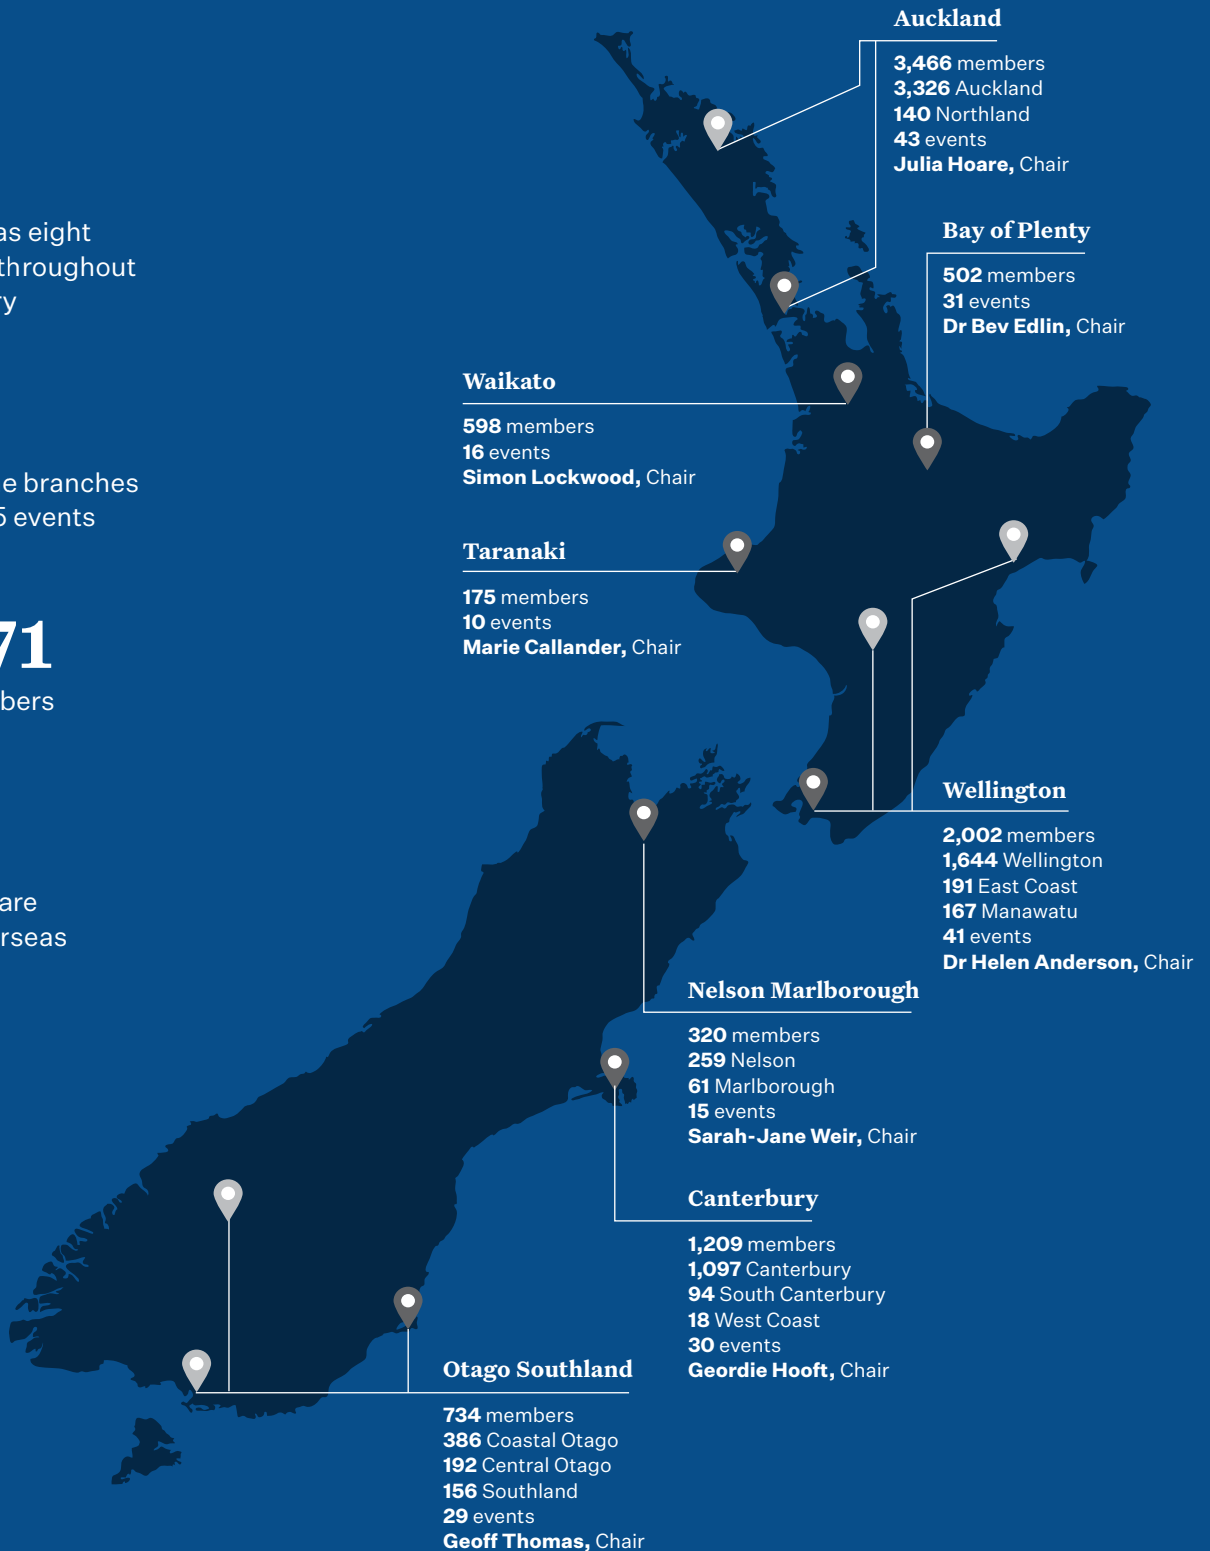 as eight
throughout
ry
e branches
5 events
71
bers
are
rseas
Auckland
3,466 members
3,326 Auckland
140 Northland
43 events
Julia Hoare, Chair
Bay of Plenty
502 members
31 events
Dr Bev Edlin, Chair
Waikato
598 members
16 events
Simon Lockwood, Chair
Taranaki
175 members
10 events
Marie Callander, Chair
Wellington
2,002 members
1,644 Wellington
191 East Coast
167 Manawatu
41 events
Dr Helen Anderson, Chair
Nelson Marlborough
320 members
259 Nelson
61 Marlborough
15 events
Sarah-Jane Weir, Chair
Canterbury
1,209 members
1,097 Canterbury
94 South Canterbury
18 West Coast
30 events
Geordie Hooft, Chair
Otago Southland
734 members
386 Coastal Otago
192 Central Otago
156 Southland
29 events
Geoff Thomas, Chair